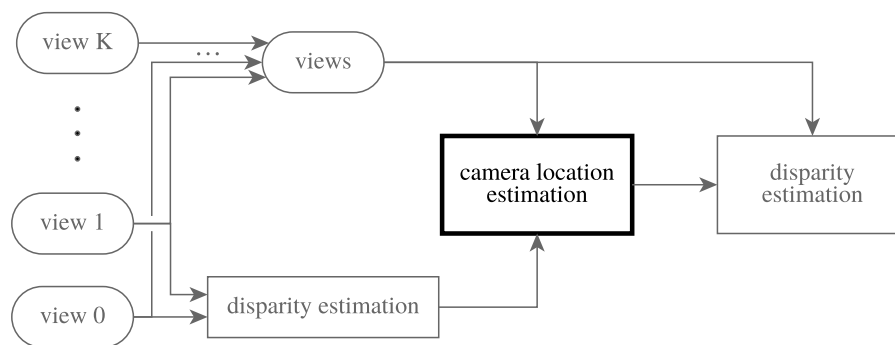 view K
...
views
camera location
estimation
disparity
estimation
view 1
disparity estimation
view 0